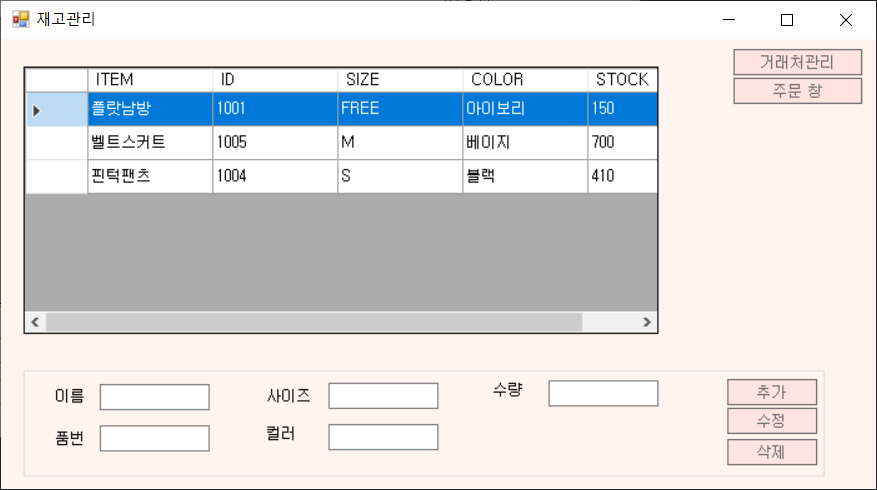 재고관리
거래처관리
주문 창
ITEM ID SIZE COLOR STOCK
플랏남방 1001 FREE 아이보리 150
벨트스커트 1005 M 베이지 700
핀턱팬츠 1004 S 블랙 410
이름 사이즈 수량 추가
수정
품번 컬러
삭제